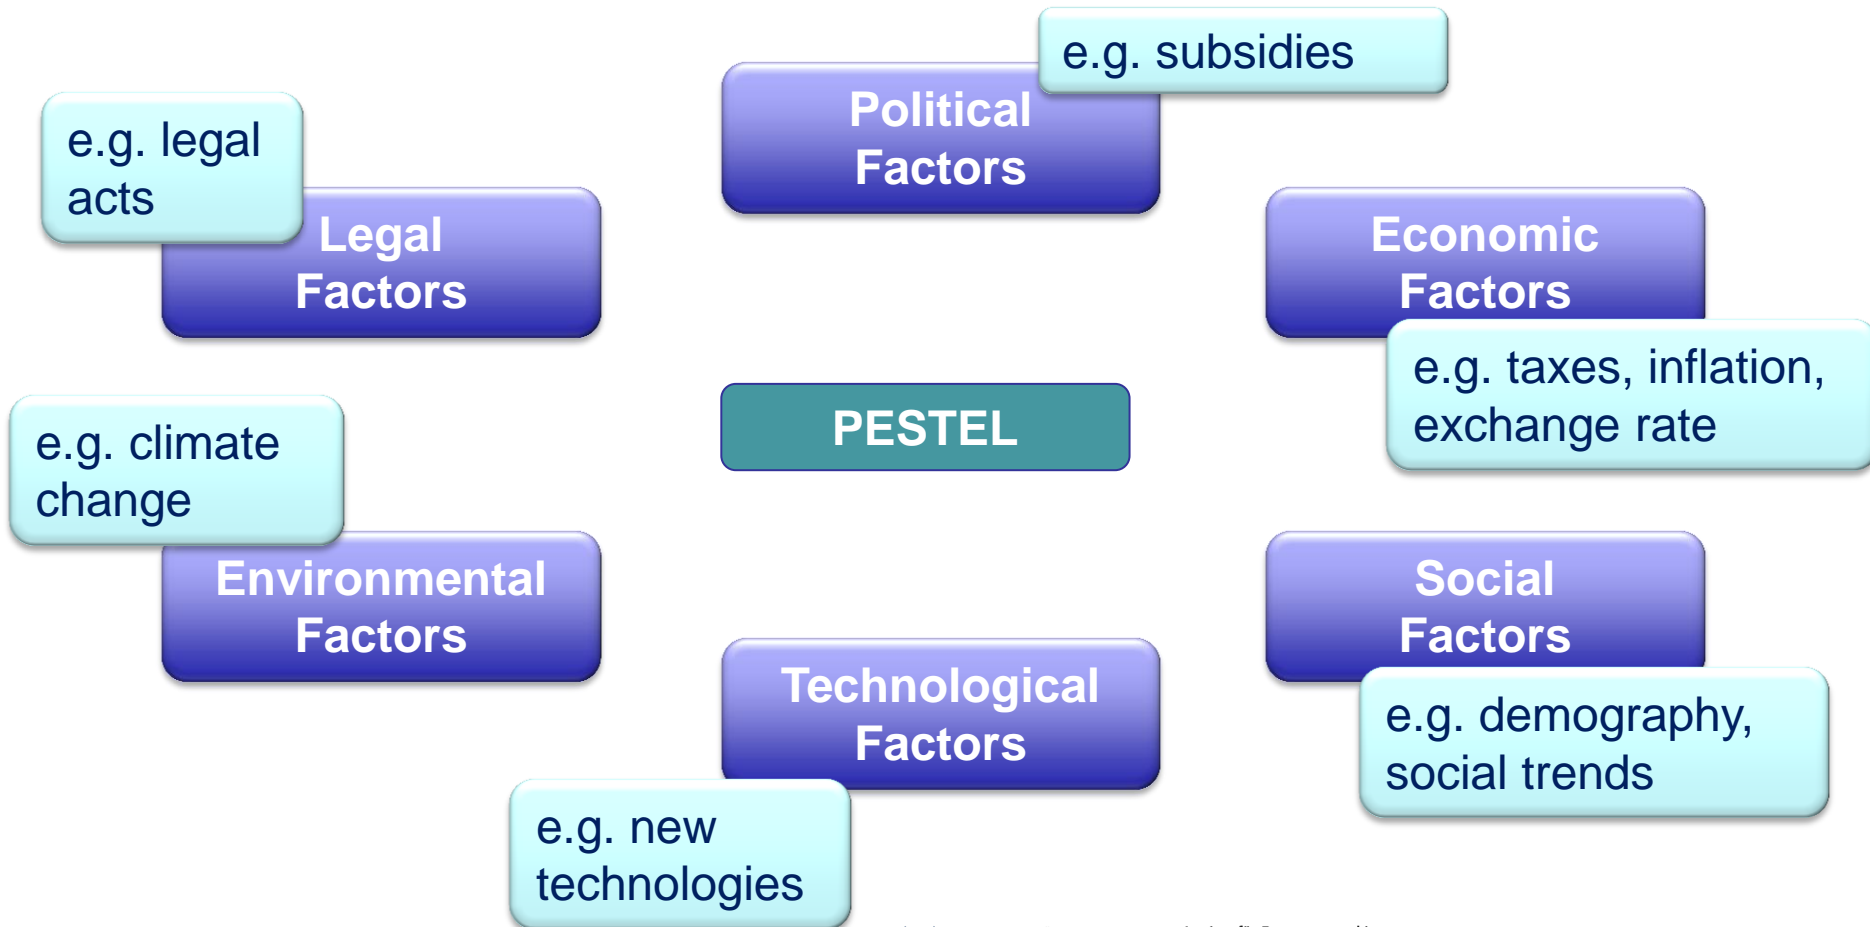 e.g. subsidies
Political
Factors
e.g. legal
acts
Legal
Factors
Economic
Factors
e.g. taxes, inflation,
exchange rate
PESTEL
e.g. climate
change
Environmental
Factors
Social
Factors
e.g. demography,
social trends
Technological
Factors
e.g. new
technologies